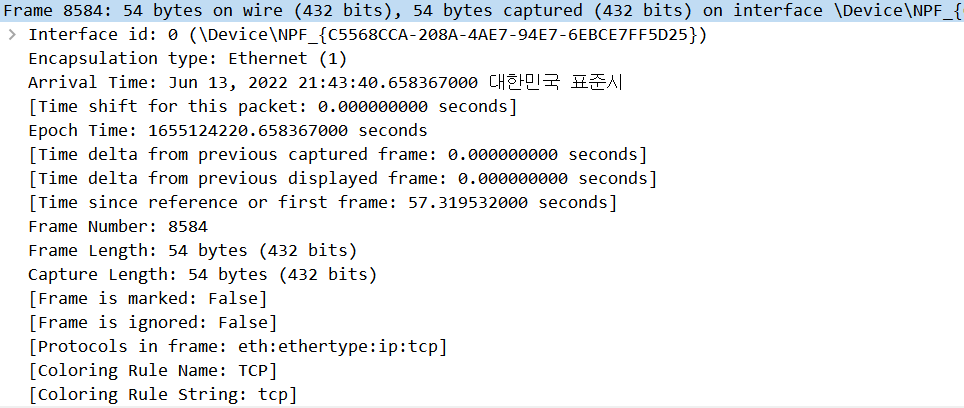 Frame 8584: 54 bytes on wire (432 bits), 54 bytes captured (432 bits) on interface \Device\NPF_{
Interface id: 0 (\Device\NPF_{C5568CCA-208A-4AE7-94E7-6EBCE7FF5D25})
Encapsulation type: Ethernet (1)
Arrival Time: Jun 13, 2022 21:43:40.658367000 대한민국 표준시
[Time shift for this packet: 0.000000000 seconds]
Epoch Time: 1655124220.658367000 seconds
[Time delta from previous captured frame: 0.000000000 seconds]
[Time delta from previous displayed frame: 0.000000000 seconds]
[Time since reference or first frame: 57.319532000 seconds]
Frame Number: 8584
Frame Length: 54 bytes (432 bits)
Capture Length: 54 bytes (432 bits)
[Frame is marked: False]
[Frame is ignored: False]
[Protocols in frame: eth:ethertype:ip:tcp]
[Coloring Rule Name: TCP]
[Coloring Rule String: tcp]